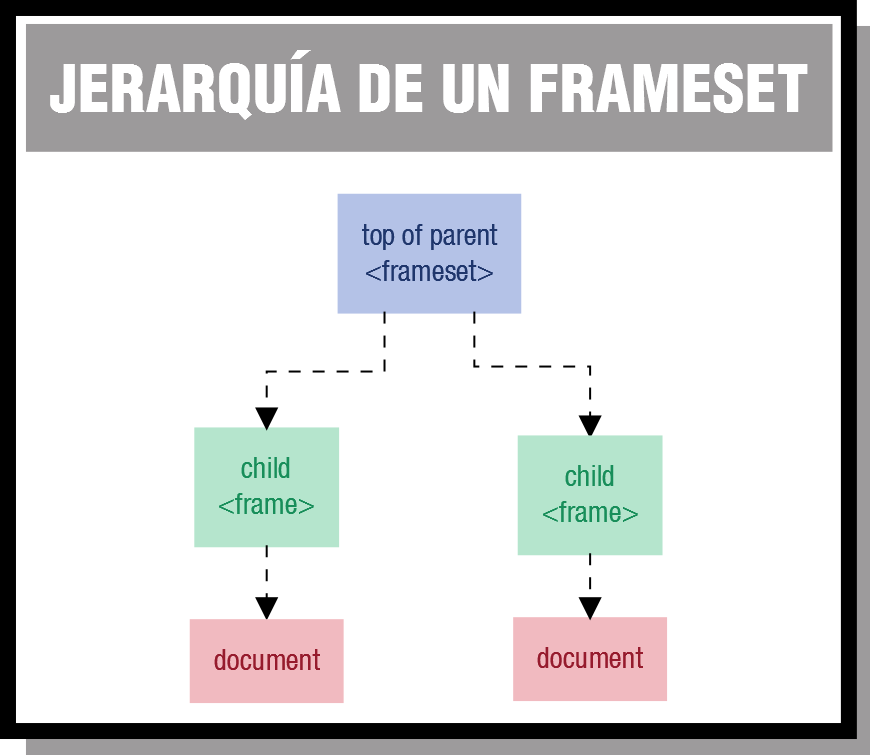 JERARQUÍA DE UN FRAMESET
top of parent
<frameset>
child
<frame>
child
<frame>
document
document